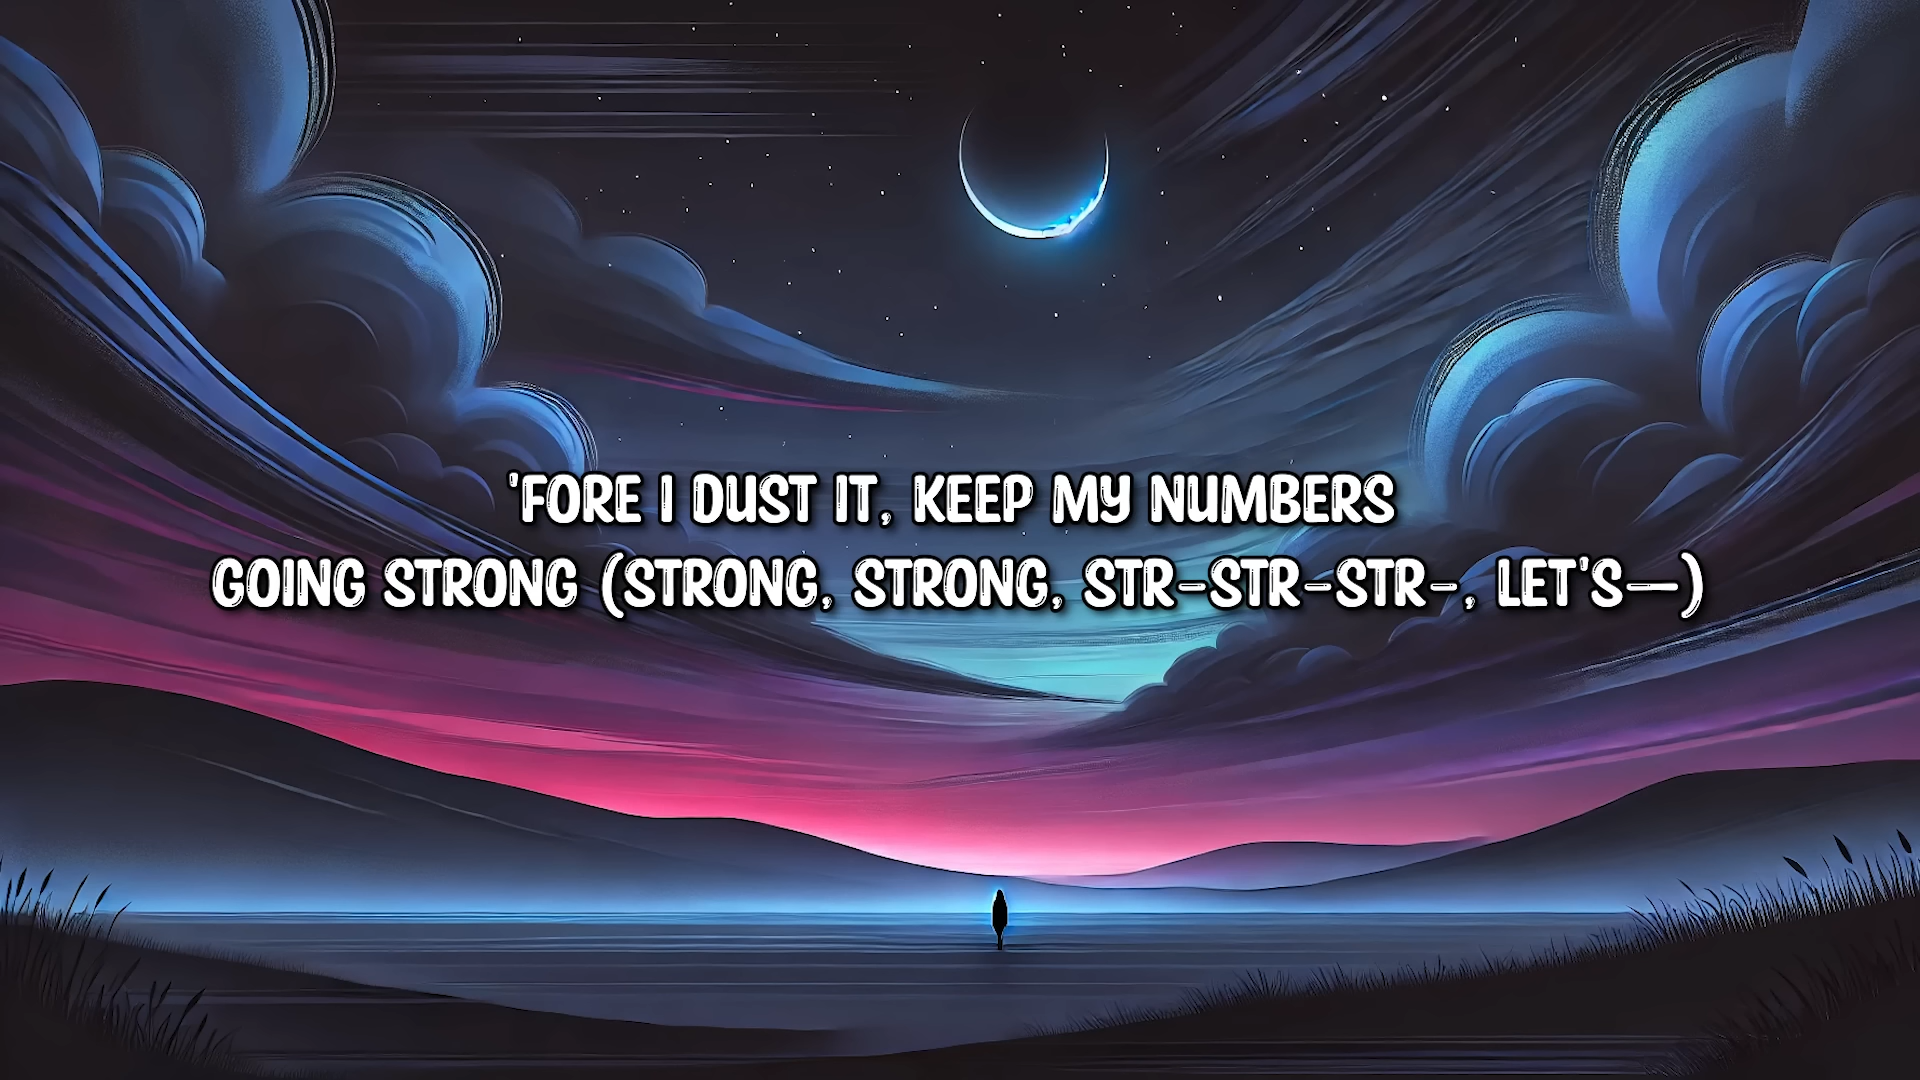 'FORE I DUST IT, KEEP MY NUMBERS
GOING STRONG (STRONG, STRONG, STR-STR-STR-, LET'S—)